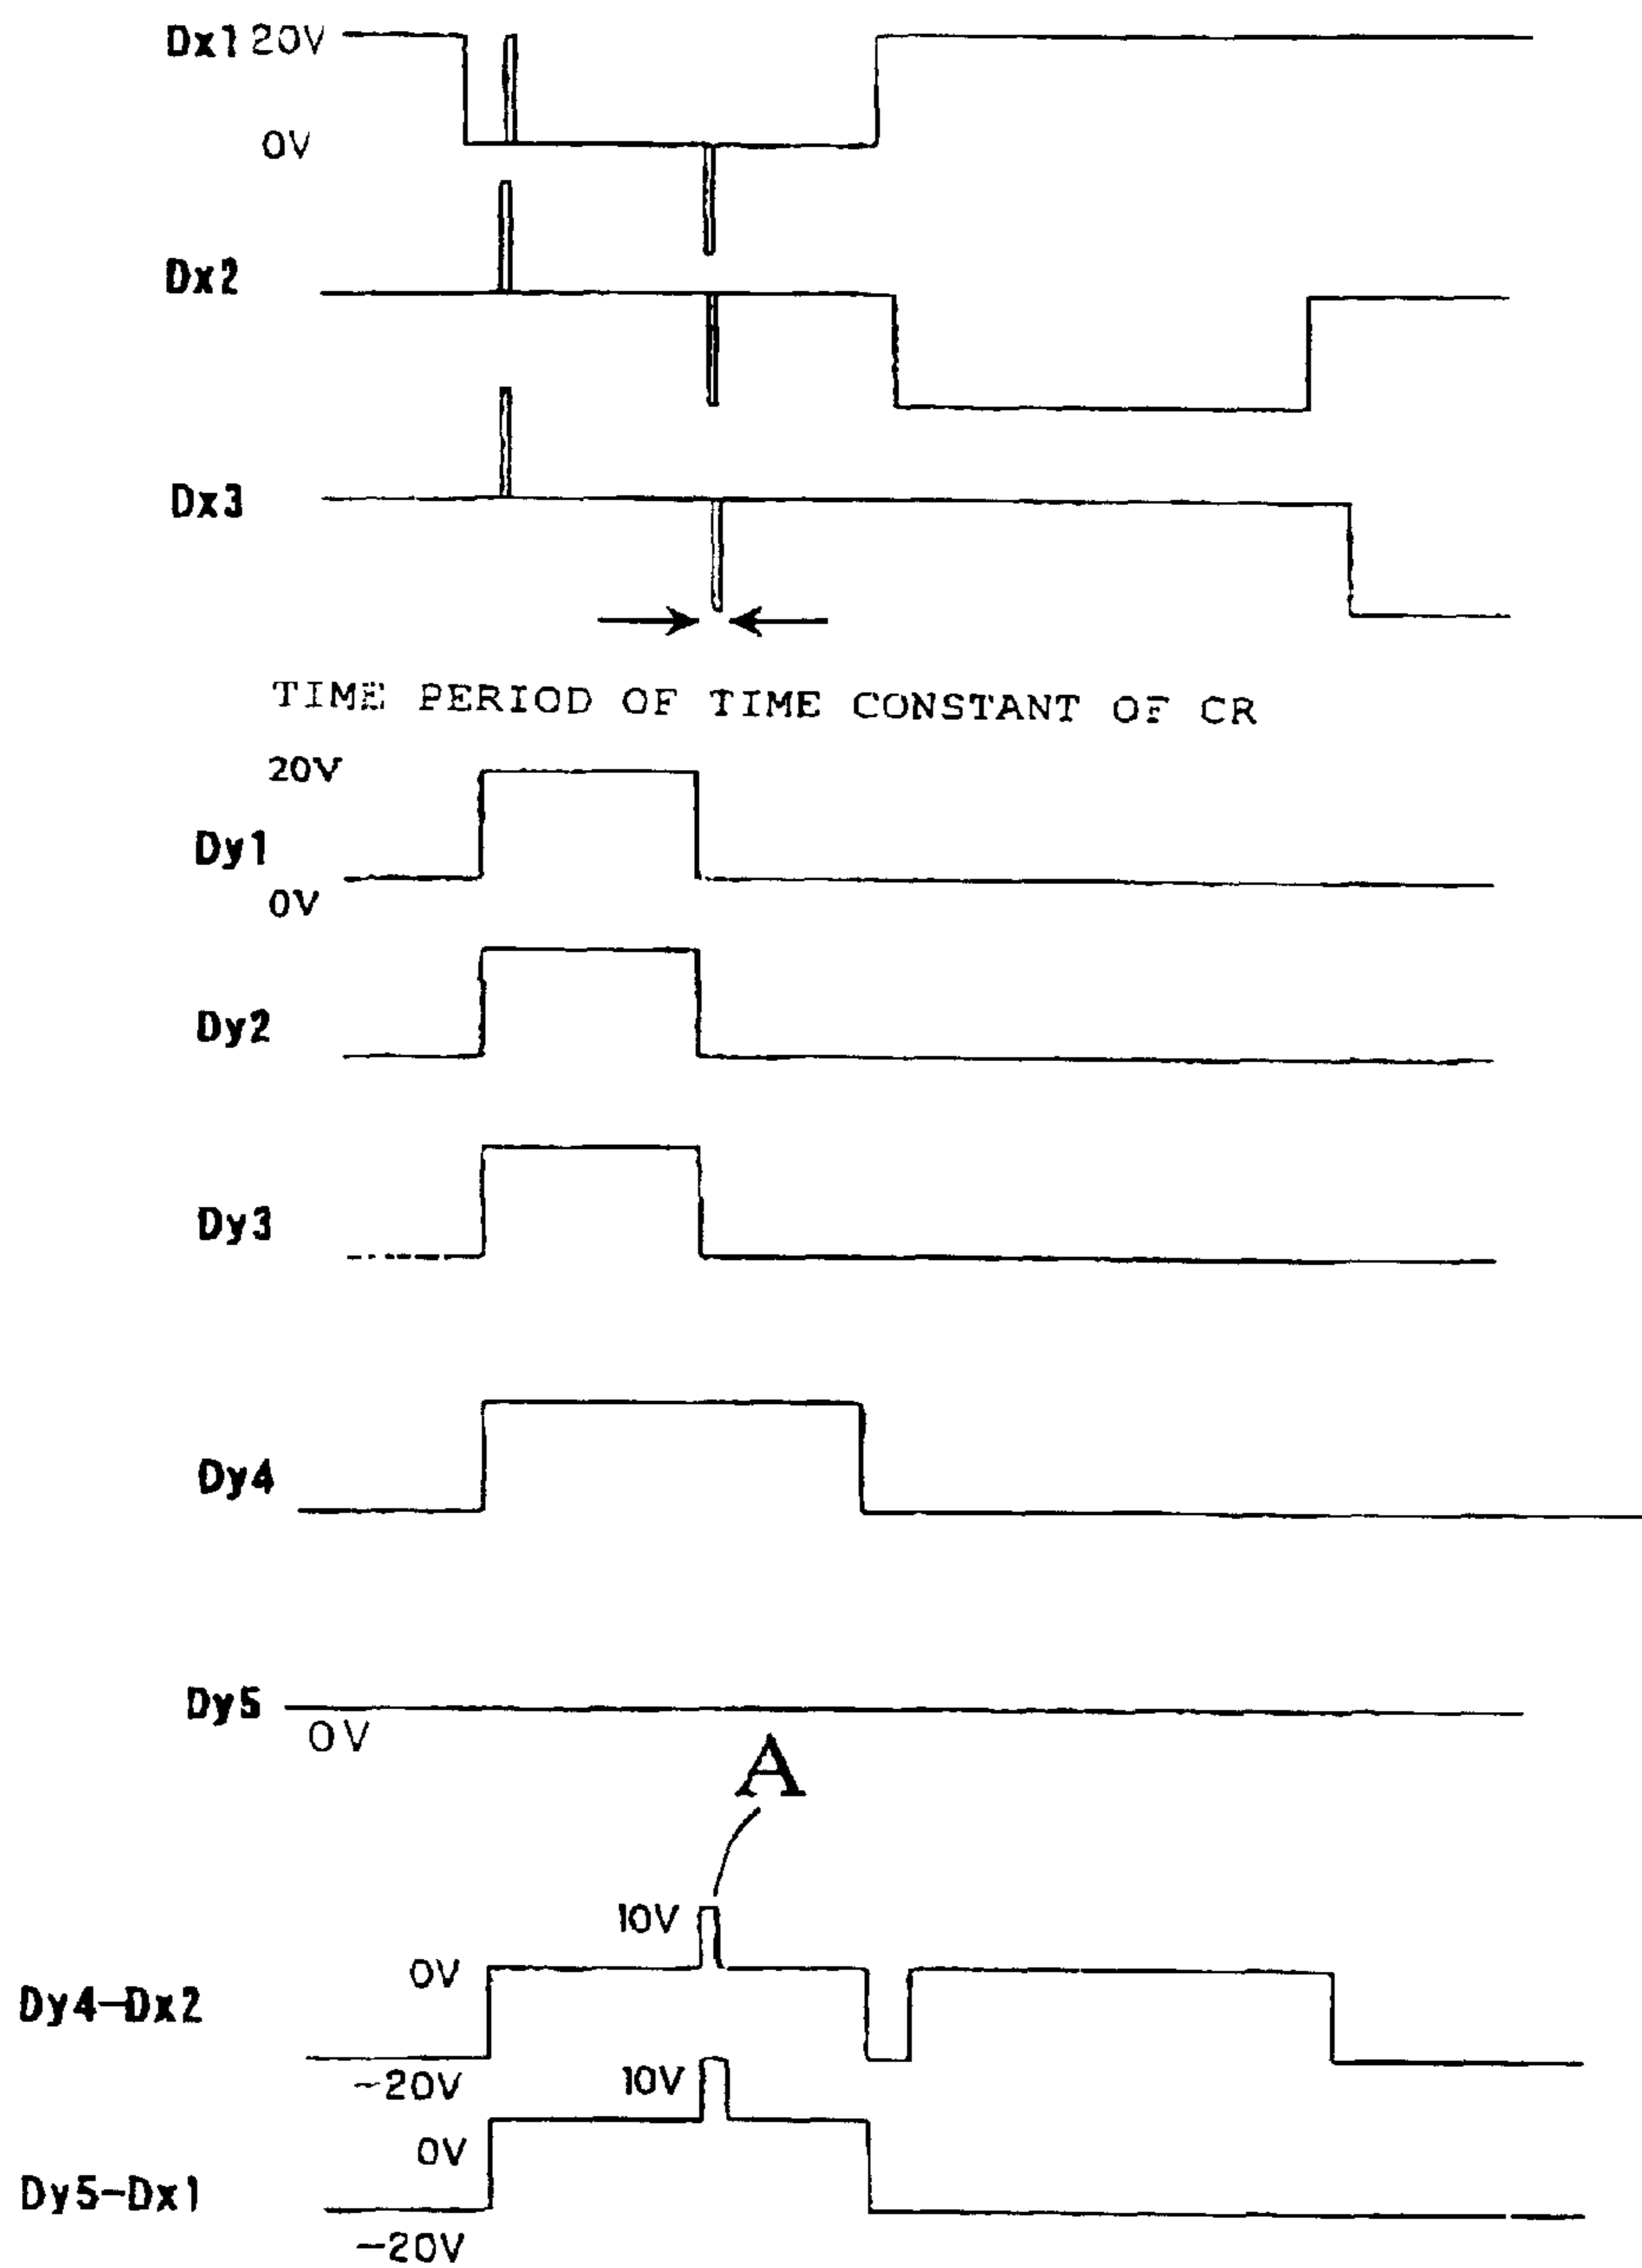 Dx1 20V
0V
Dx2
Dx3
TIME PERIOD OF TIME CONSTANT OF CR
20V
Dy1
0V
Dy2
Dy3
Dy4
Dy5
0V
A
10V
0V
Dy4-Dx2
-20V
10V
0V
Dy5-Dx1
-20V